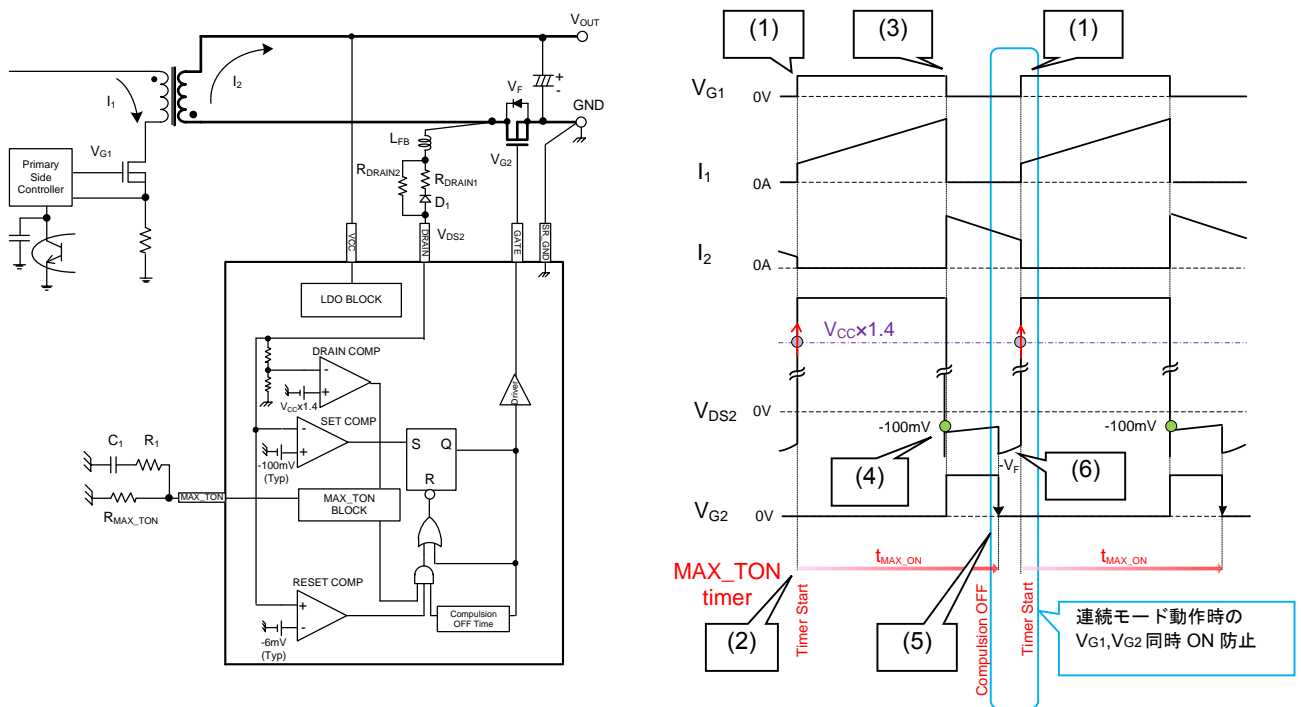 VOUT
I1
I2
VF
+
-
GND
LFB
VG1
VG2
Primary
Side
Controller
RDRAIN2
RDRAIN1
D1
VDS2
VCC
DRAIN
GATE
SR_GND
LDO BLOCK
DRAIN COMP
-
+
VCC×1.4
SET COMP
-
+
-100mV
(Typ)
S
Q
R
Driver
C1
R1
MAX_TON
RMAX_TON
MAX_TON
BLOCK
RESET COMP
+
-
-6mV
(Typ)
Compulsion
OFF Time
(1)
(3)
(1)
VG1
0V
I1
0A
I2
0A
VCC×1.4
VDS2
0V
-100mV
-100mV
(4)
-VF
(6)
VG2
0V
MAX_TON
timer
tMAX_ON
tMAX_ON
Timer Start
Compulsion OFF
Timer Start
(2)
(5)
連続モード動作時の
VG1,VG2 同時 ON 防止